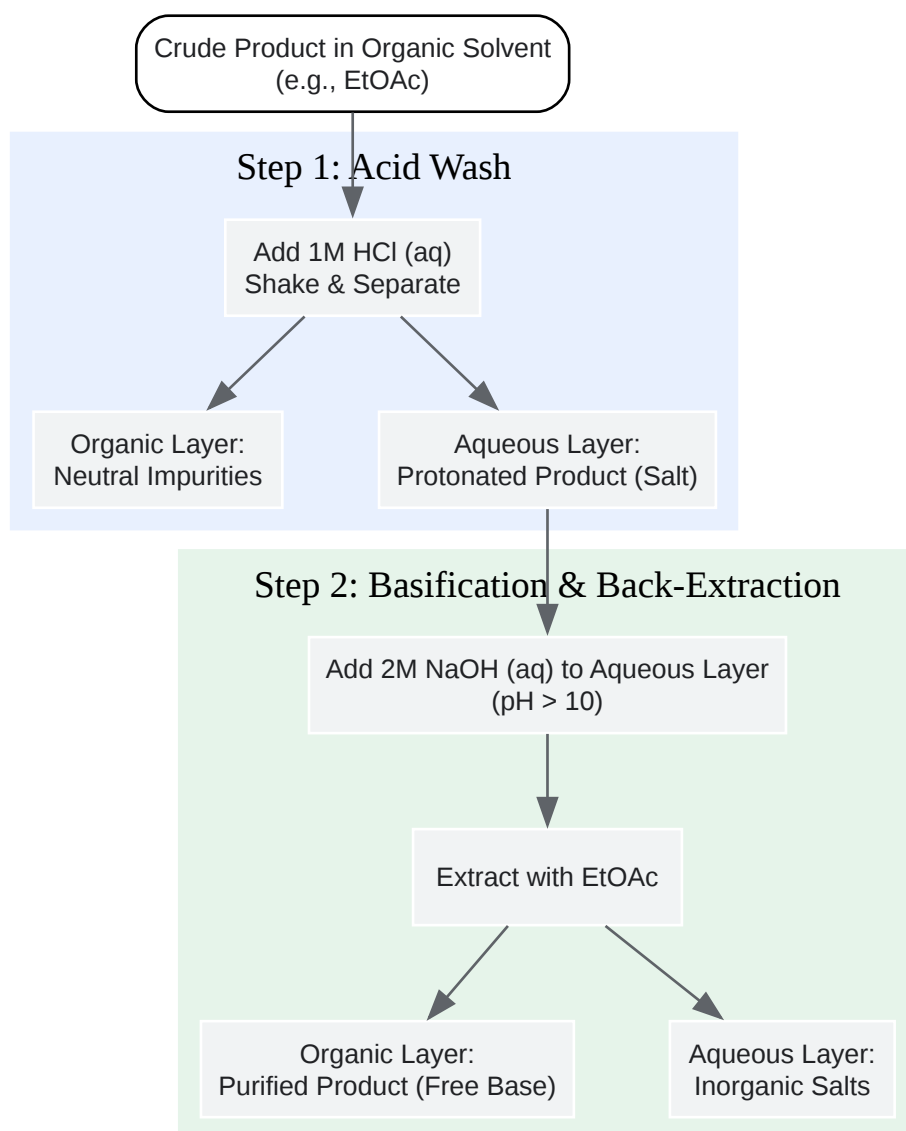 Crude Product in Organic Solvent
(e.g., EtOAc)
Step 1: Acid Wash
Add 1M HCl (aq)
Shake & Separate
Organic Layer:
Neutral Impurities
Aqueous Layer:
Protonated Product (Salt)
Step 2: Basification & Back-Extraction
Add 2M NaOH (aq) to Aqueous Layer
(pH > 10)
Extract with EtOAc
Organic Layer:
Purified Product (Free Base)
Aqueous Layer:
Inorganic Salts